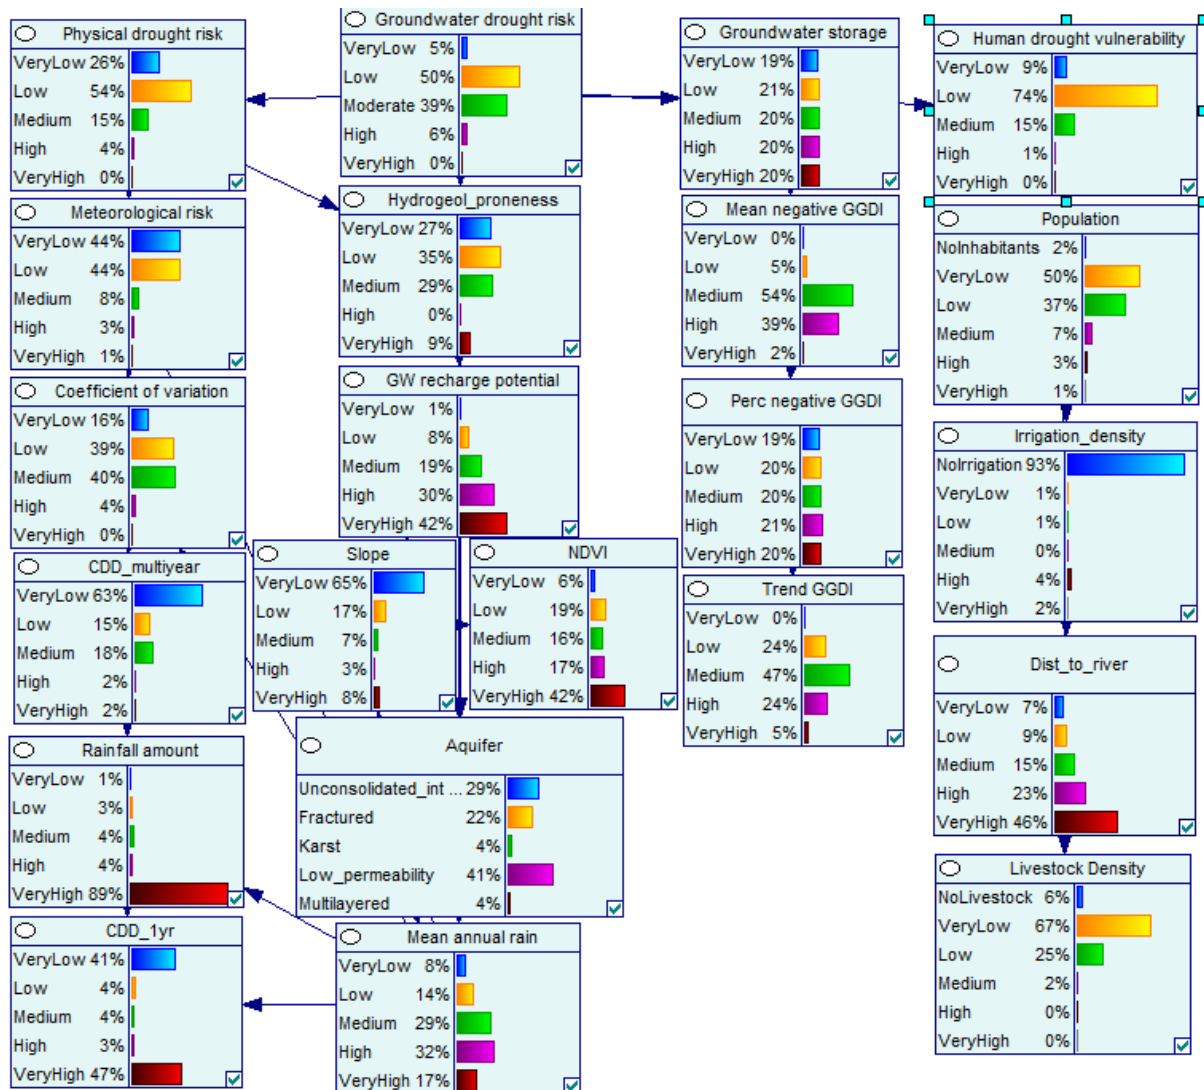 Physical drought risk
VeryLow 26%
Low 54%
Medium 15%
High 4%
VeryHigh 0%
Groundwater drought risk
VeryLow 5%
Low 50%
Moderate 39%
High 6%
VeryHigh 0%
Groundwater storage
VeryLow 19%
Low 21%
Medium 20%
High 20%
VeryHigh 20%
Human drought vulnerability
VeryLow 9%
Low 74%
Medium 15%
High 1%
VeryHigh 0%
Meteorological risk
VeryLow 44%
Low 44%
Medium 8%
High 3%
VeryHigh 1%
Hydrogeol_proneness
VeryLow 27%
Low 35%
Medium 29%
High 0%
VeryHigh 9%
Mean negative GGDI
VeryLow 0%
Low 5%
Medium 54%
High 39%
VeryHigh 2%
Population
NoInhabitants 2%
VeryLow 50%
Low 37%
Medium 7%
High 3%
VeryHigh 1%
Coefficient of variation
VeryLow 16%
Low 39%
Medium 40%
High 4%
VeryHigh 0%
GW recharge potential
VeryLow 1%
Low 8%
Medium 19%
High 30%
VeryHigh 42%
Perc negative GGDI
VeryLow 19%
Low 20%
Medium 20%
High 21%
VeryHigh 20%
Irrigation_density
NoIrrigation 93%
VeryLow 1%
Low 1%
Medium 0%
High 4%
VeryHigh 2%
CDD_multiyear
VeryLow 63%
Low 15%
Medium 18%
High 2%
VeryHigh 2%
Slope
VeryLow 65%
Low 17%
Medium 7%
High 3%
VeryHigh 8%
NDVI
VeryLow 6%
Low 19%
Medium 16%
High 17%
VeryHigh 42%
Trend GGDI
VeryLow 0%
Low 24%
Medium 47%
High 24%
VeryHigh 5%
Dist_to_river
VeryLow 7%
Low 9%
Medium 15%
High 23%
VeryHigh 46%
Rainfall amount
VeryLow 1%
Low 3%
Medium 4%
High 4%
VeryHigh 89%
Aquifer
Unconsolidated_int ... 29%
Fractured 22%
Karst 4%
Low_permeability 41%
Multilayered 4%
Livestock Density
NoLivestock 6%
VeryLow 67%
Low 25%
Medium 2%
High 0%
VeryHigh 0%
CDD_1yr
VeryLow 41%
Low 4%
Medium 4%
High 3%
VeryHigh 47%
Mean annual rain
VeryLow 8%
Low 14%
Medium 29%
High 32%
VeryHigh 17%